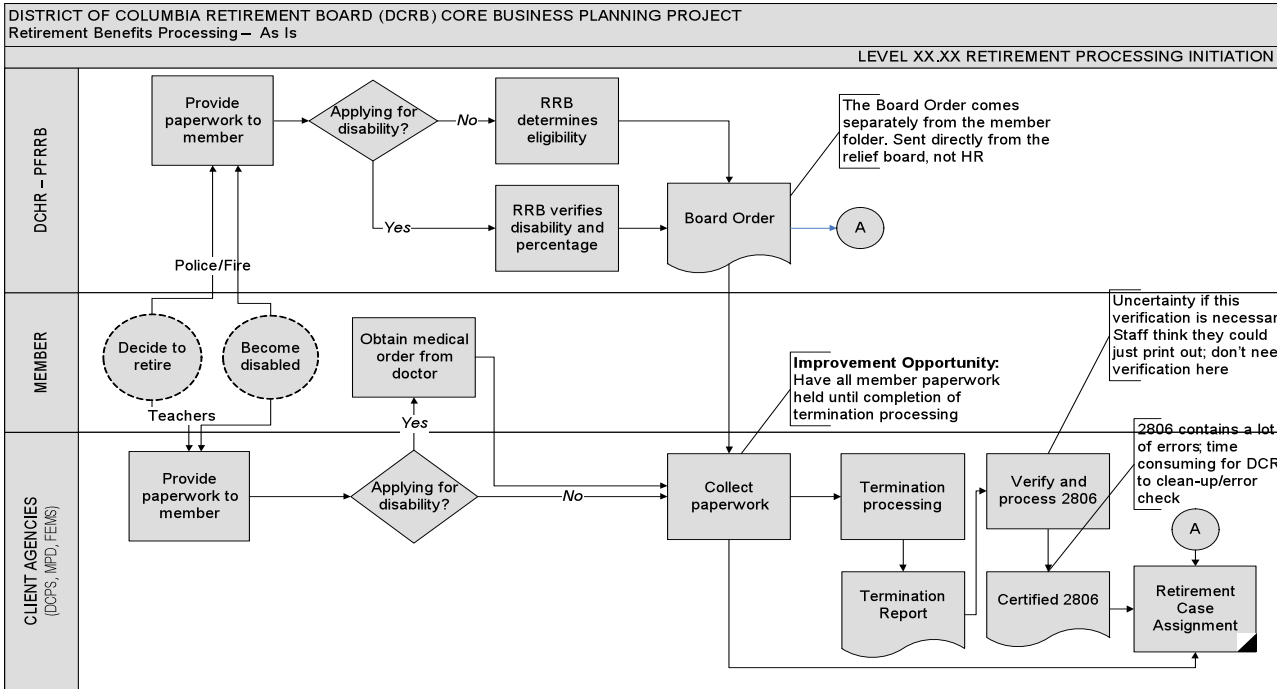 DISTRICT OF COLUMBIA RETIREMENT BOARD (DCRB) CORE BUSINESS PLANNING PROJECT
Retirement Benefits Processing – As Is
LEVEL XX.XX RETIREMENT PROCESSING INITIATION
DCHR – PFRRB
Provide
paperwork to
member
Applying for
disability?
No
RRB
determines
eligibility
The Board Order comes
separately from the member
folder. Sent directly from the
relief board, not HR
Yes
RRB verifies
disability and
percentage
Board Order
A
Police/Fire
MEMBER
Decide to
retire
Become
disabled
Obtain medical
order from
doctor
Improvement Opportunity:
Have all member paperwork
held until completion of
termination processing
Uncertainty if this
verification is
Staff think they could
just print out; don't
verification here
Teachers
Yes
CLIENT AGENCIES
(DCPS, MPD, FEMS)
Provide
paperwork to
member
Applying for
disability?
No
Collect
paperwork
Termination
processing
Verify and
process 2806
2806 contains a lot
of errors; time
consuming for
to clean-up/error
check
A
Termination
Report
Certified 2806
Retirement
Case
Assignment